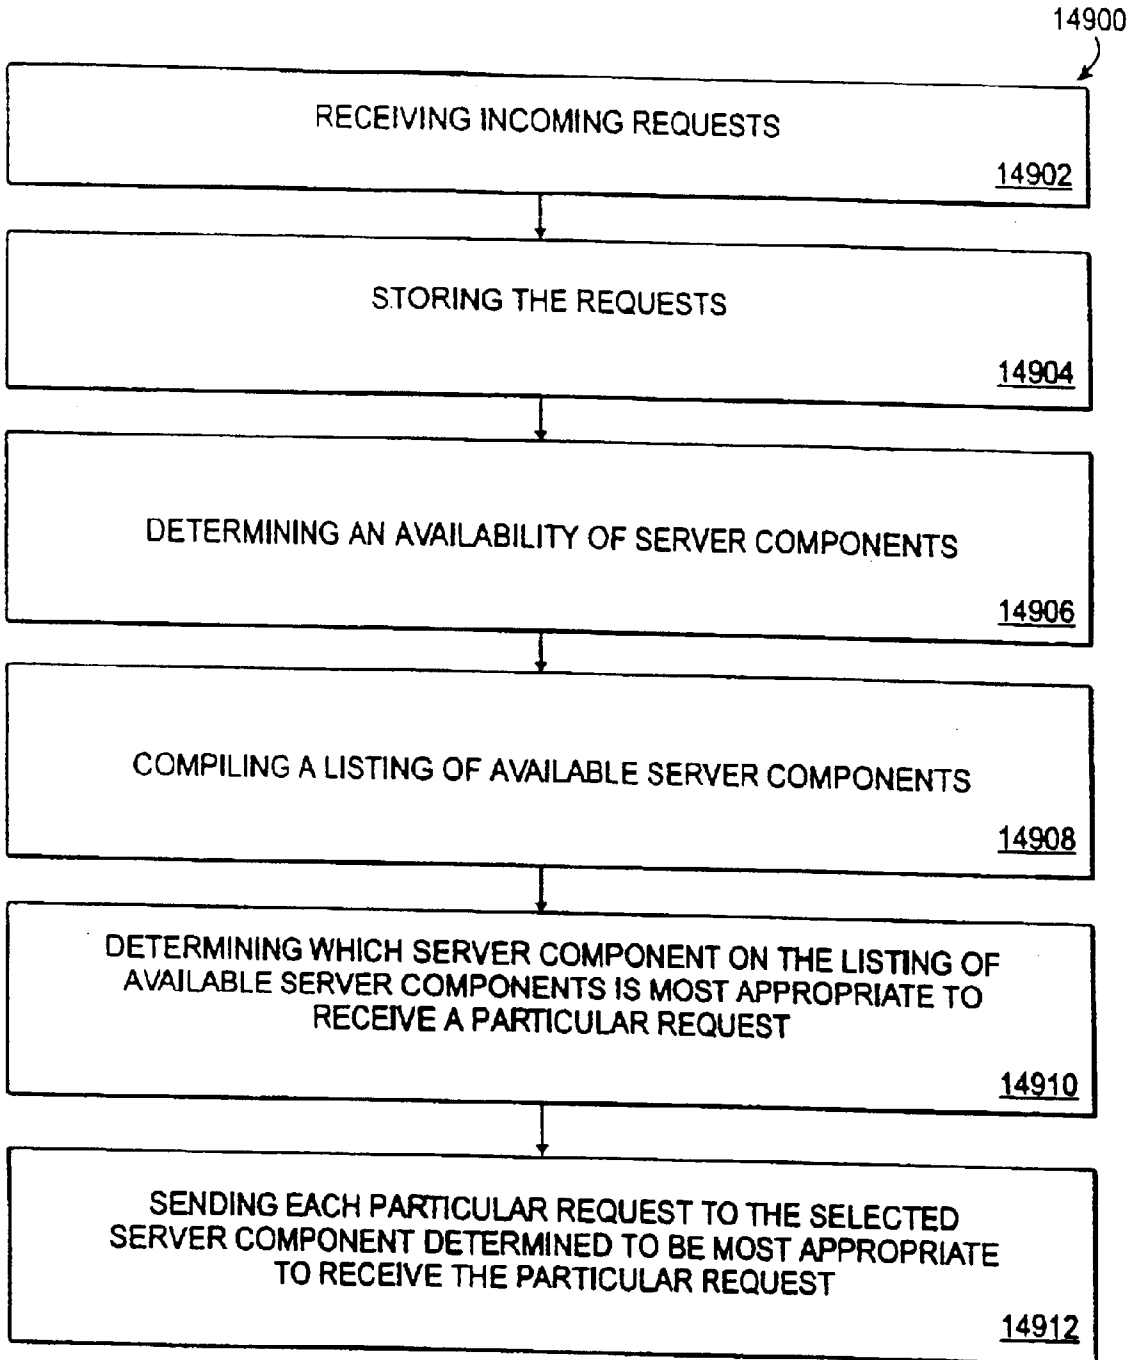 14900
RECEIVING INCOMING REQUESTS
14902
STORING THE REQUESTS
14904
DETERMINING AN AVAILABILITY OF SERVER COMPONENTS
14906
COMPILING A LISTING OF AVAILABLE SERVER COMPONENTS
14908
DETERMINING WHICH SERVER COMPONENT ON THE LISTING OF
AVAILABLE SERVER COMPONENTS IS MOST APPROPRIATE TO
RECEIVE A PARTICULAR REQUEST
14910
SENDING EACH PARTICULAR REQUEST TO THE SELECTED
SERVER COMPONENT DETERMINED TO BE MOST APPROPRIATE
TO RECEIVE THE PARTICULAR REQUEST
14912